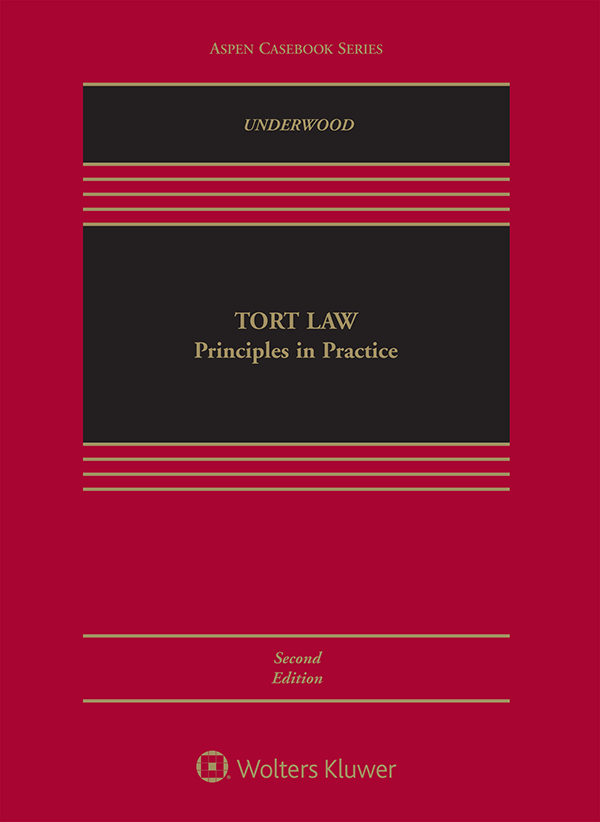 ASPEN CASEBOOK SERIES
UNDERWOOD
TORT LAW
Principles in Practice
Second
Edition
Wolters Kluwer